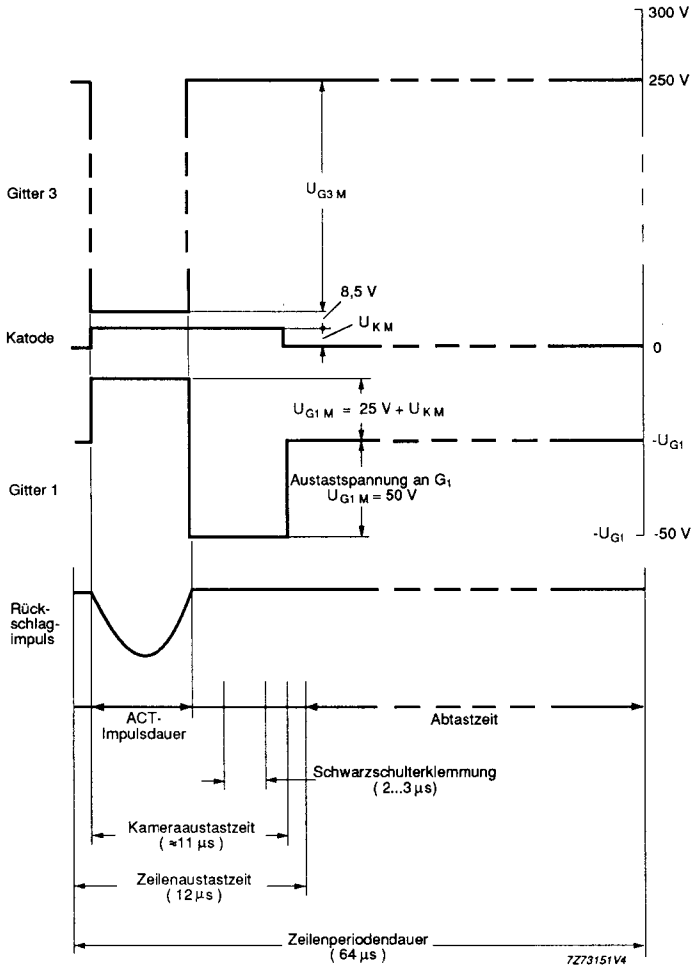 300 V
250 V
Gitter 3
U_G3 M
8,5 V
U_K M
Katode
0
U_G1 M = 25 V + U_K M
-U_G1
Gitter 1
Austastspannung an G₁
U_G1 M = 50 V
-U_G1 -50 V
Rück-
schlag-
impuls
ACT-
Impulsdauer
Abtastzeit
Schwarzschulterklemmung
( 2...3 µs)
Kameraaustastzeit
( ≈11 µs)
Zeilenaustastzeit
( 12 µs)
Zeilenperiodendauer
( 64 µs)
7Z73151V4